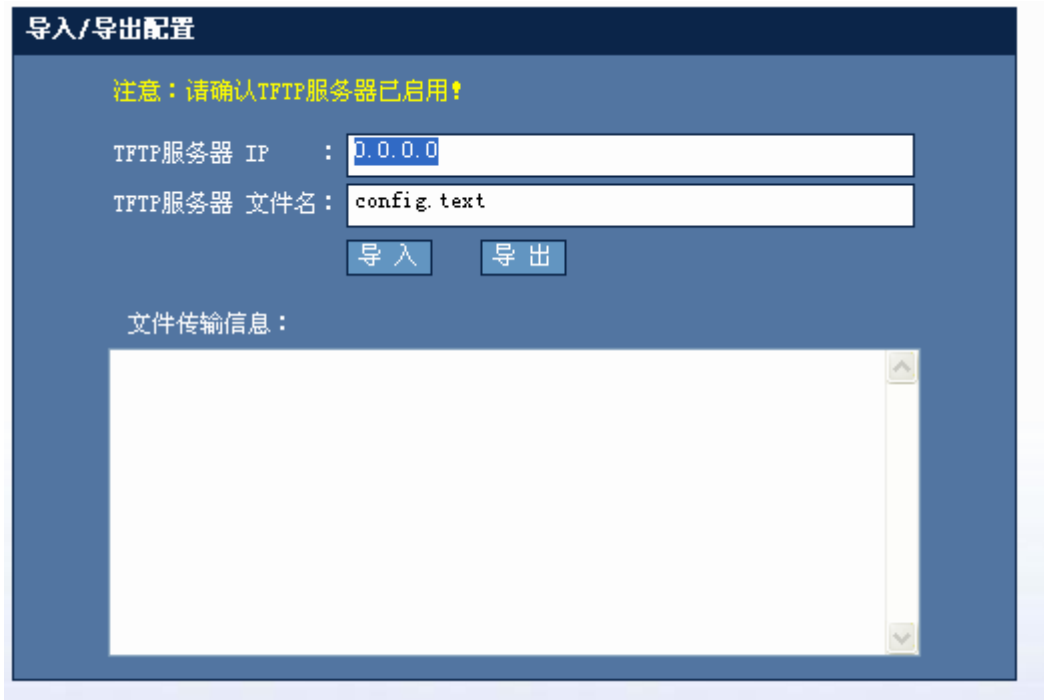 导入/导出配置
注意：请确认TFTP服务器已启用！
TFTP服务器 IP ： 0.0.0.0
TFTP服务器 文件名： config.text
导 入 导 出
文件传输信息：